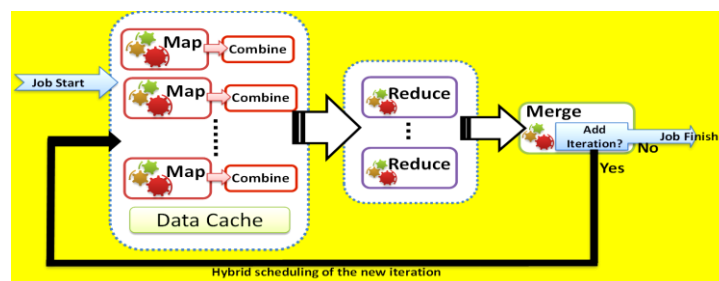 Map
Combine
Job Start
Map
Combine
Map
Combine
Data Cache
Reduce
Reduce
Merge
Add
Iteration?
Job Finish
No
Yes
Hybrid scheduling of the new iteration